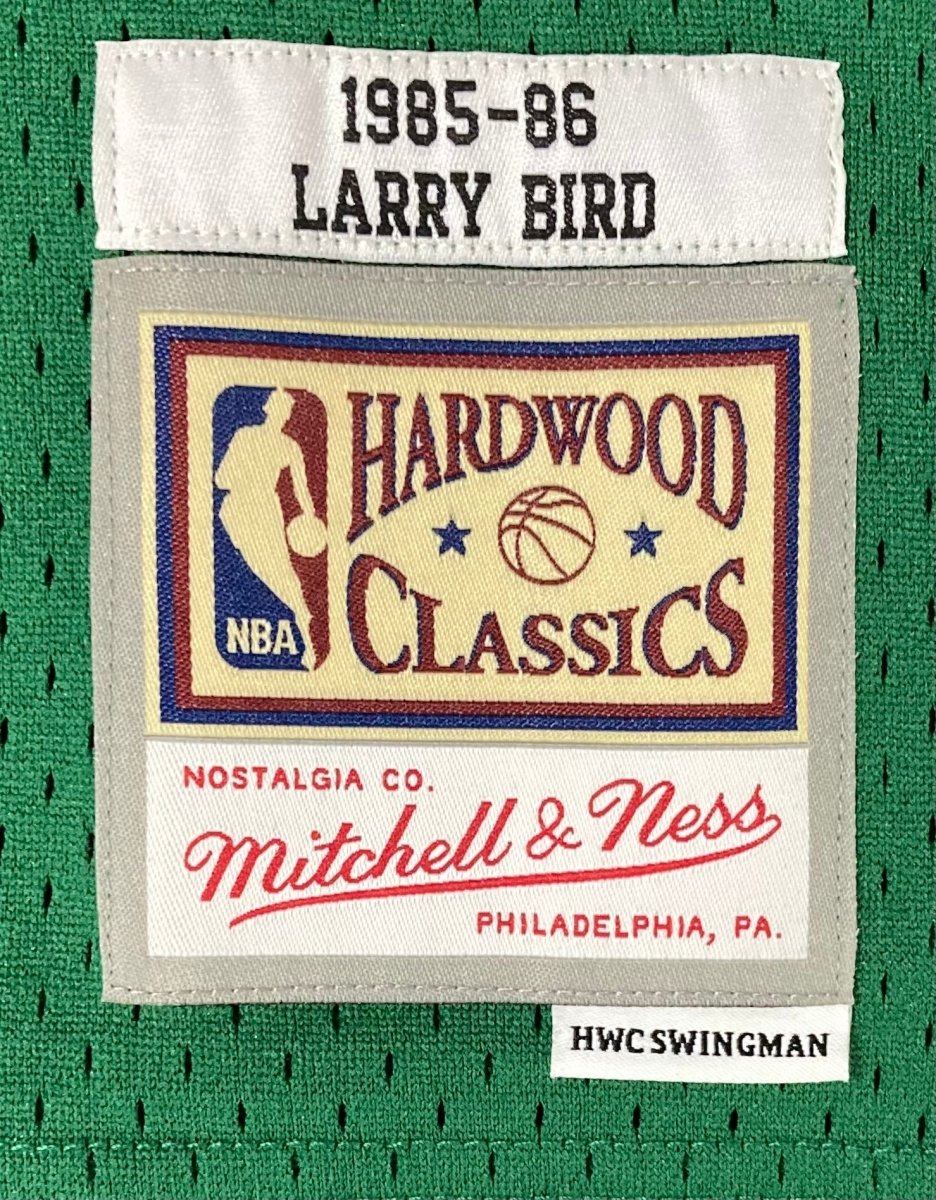 1985-86
LARRY BIRD
HARDWOOD
CLASSICS
NBA
NOSTALGIA CO.
Mitchell & Ness
PHILADELPHIA, PA.
HWC SWINGMAN